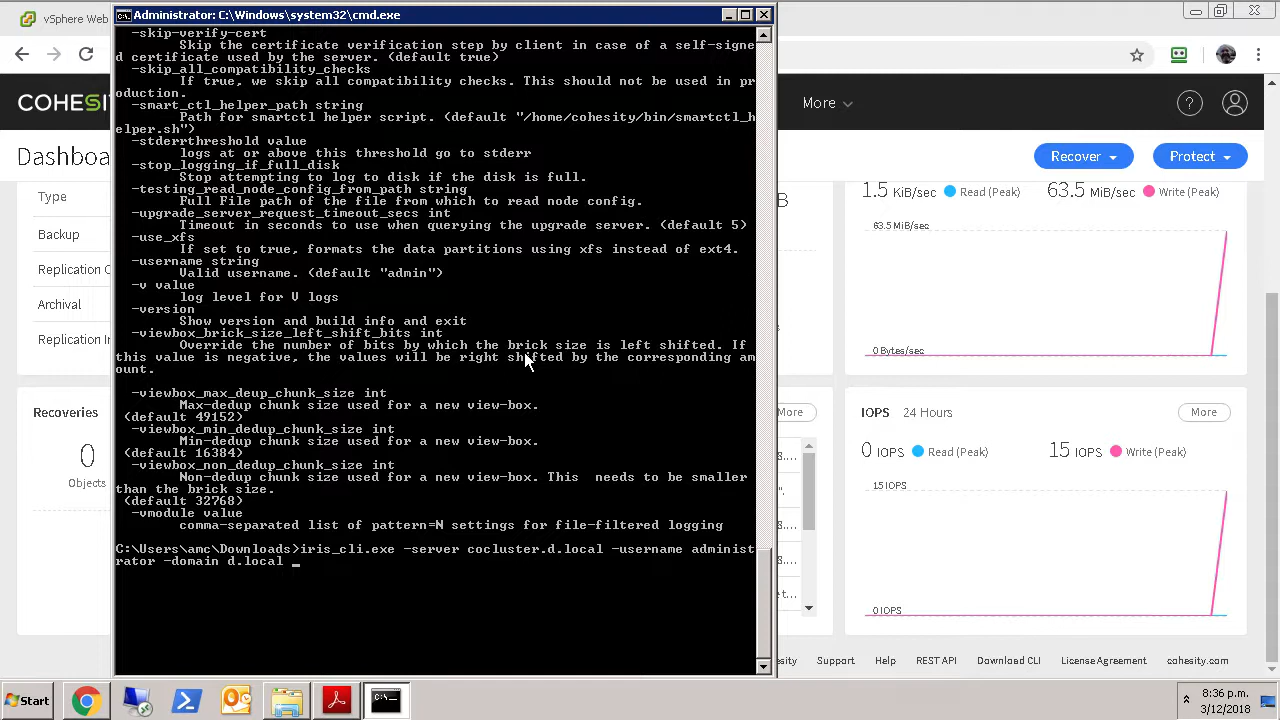 vSphere Web
Administrator: C:\Windows\system32\cmd.exe
-skip-verify-cert
Skip the certificate verification step by client in case of a self-signe
d certificate used by the server. (default true)
-skip_all_compatibility_checks
If true, we skip all compatibility checks. This should not be used in pr
oduction.
-smart_ctl_helper_path string
Path for smartctl helper script. (default "/home/cohesity/bin/smartctl_h
elper.sh")
-stderrthreshold value
logs at or above this threshold go to stderr
-stop_logging_if_full_disk
Stop attempting to log to disk if the disk is full.
-testing_read_node_config_from_path string
Full File path of the file from which to read node config.
-upgrade_server_request_timeout_secs int
Timeout in seconds to use when querying the upgrade server. (default 5)
-use_xfs
If set to true, formats the data partitions using xfs instead of ext4.
-username string
Valid username. (default "admin")
-v value
log level for V logs
-version
Show version and build info and exit
-viewbox_brick_size_left_shift_bits int
Override the number of bits by which the brick size is left shifted. If
this value is negative, the values will be right shifted by the corresponding am
ount.
-viewbox_max_deup_chunk_size int
Max-dedup chunk size used for a new view-box.
(default 49152)
-viewbox_min_dedup_chunk_size int
Min-dedup chunk size used for a new view-box.
(default 16384)
-viewbox_non_dedup_chunk_size int
Non-dedup chunk size used for a new view-box. This  needs to be smaller
than the brick size.
(default 32768)
-vmodule value
comma-separated list of pattern=N settings for file-filtered logging
C:\Users\amc\Downloads>iris_cli.exe -server cocluster.d.local -username administ
rator -domain d.local _
COHESI
More
?
Dashboa
Recover
Protect
Type
Backup
Replication O
Archival
Replication In
Recoveries
0
Objects
B
More
1.5 KiB/sec
Read (Peak)
63.5 MiB/sec
Write (Peak)
63.5 MiB/sec
0 Bytes/sec
IOPS
24 Hours
More
0 IOPS
Read (Peak)
15 IOPS
Write (Peak)
15 IOPS
0 IOPS
esity
Support
Help
REST API
Download CLI
License Agreement
cohesity.com
Start
8:36 p.m.
3/12/2018